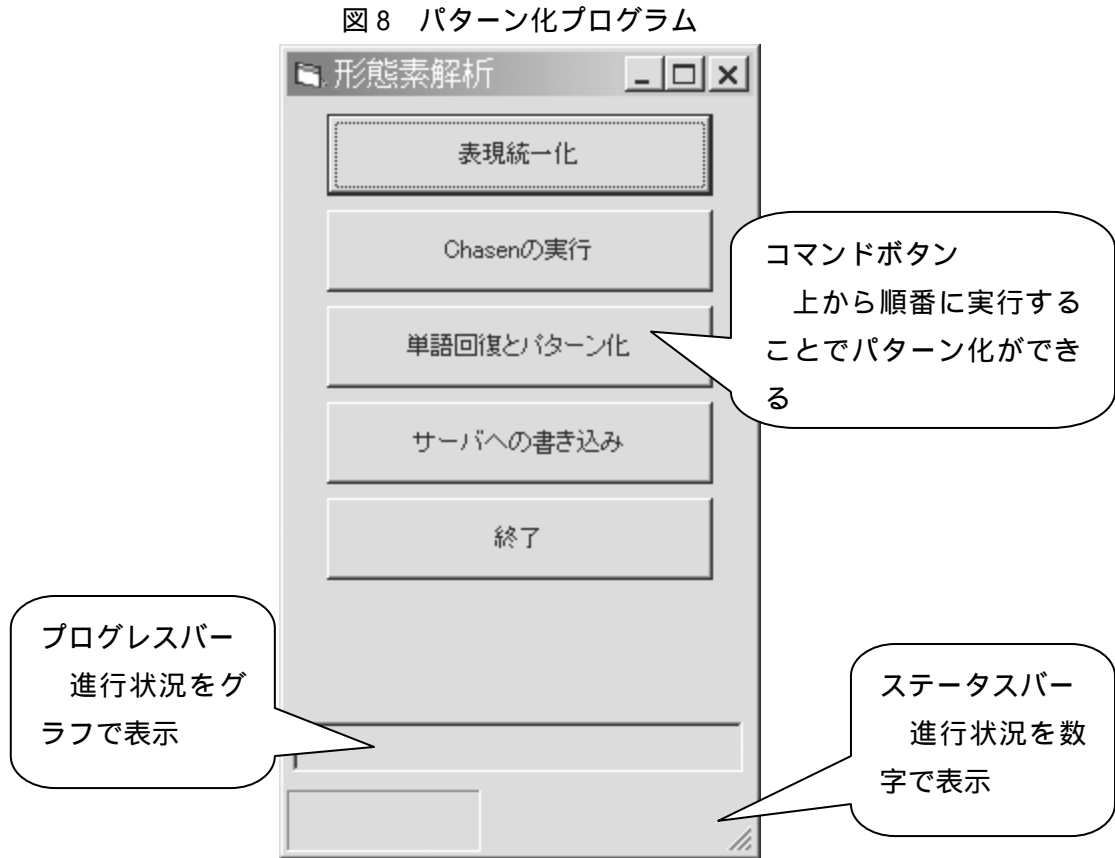 図8 パターン化プログラム
形態素解析
表現統一化
Chasenの実行
単語回復とパターン化
サーバへの書き込み
終了
コマンドボタン
上から順番に実行する
ことでパターン化ができ
る
プログレスバー
進行状況をグ
ラフで表示
ステータスバー
進行状況を数
字で表示